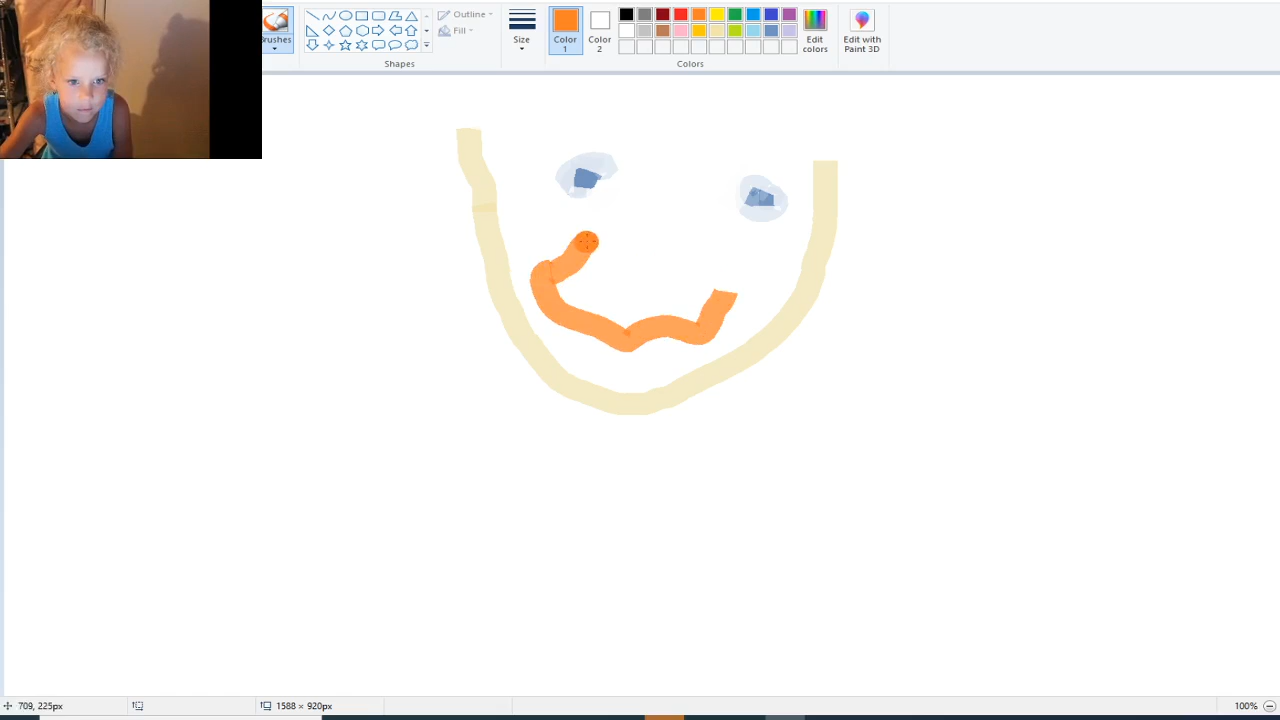 Brushes
Shapes
Outline
Fill
Size
Color
1
Color
2
Colors
Edit
colors
Edit with
Paint 3D
709, 225px
1588 × 920px
100%